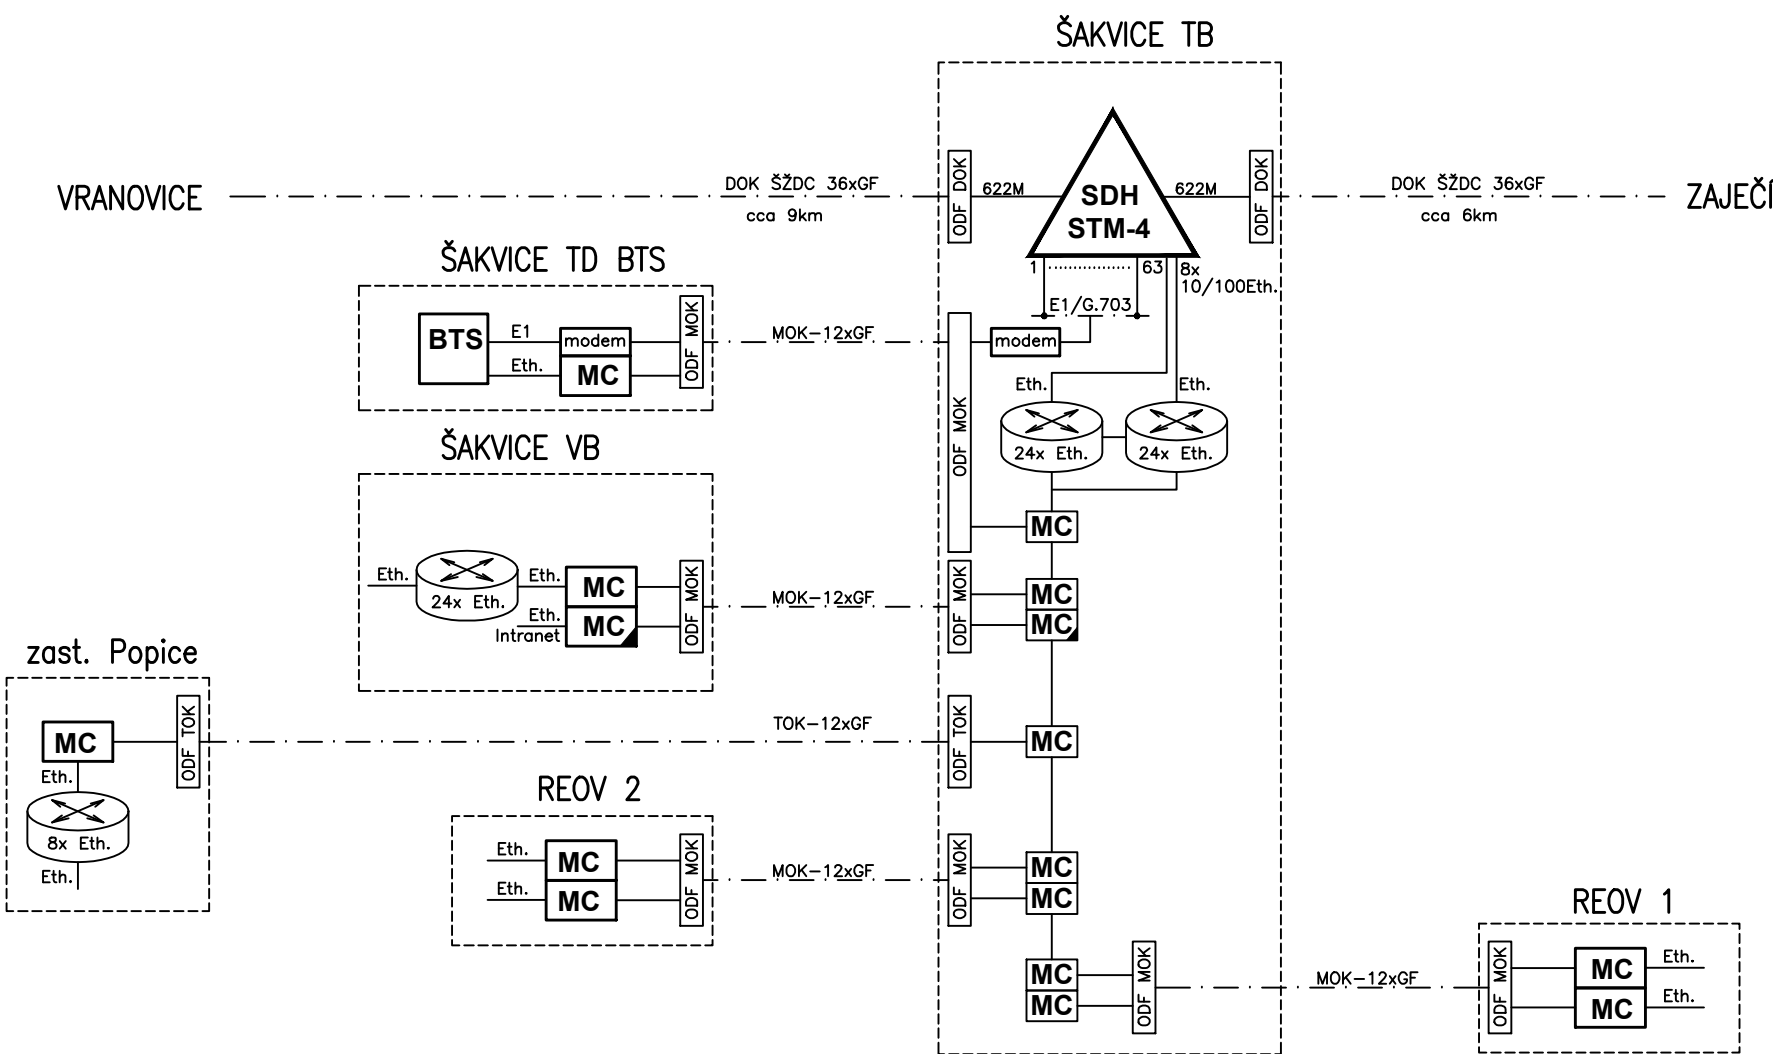 ŠAKVICE TB
VRANOVICE
DOK ŠŽDC 36xGF
cca 9km
ODF DOK
622M
SDH
STM-4
622M
ODF DOK
DOK ŠŽDC 36xGF
cca 6km
ZAJEČÍ
1
63
8x
10/100Eth.
E1/G.703
ŠAKVICE TD BTS
BTS
E1
Eth.
modem
MC
ODF MOK
MOK-12xGF
ODF MOK
modem
Eth.
Eth.
24x Eth.
24x Eth.
MC
ŠAKVICE VB
Eth.
24x Eth.
Eth.
MC
Eth.
Intranet
MC
ODF MOK
MOK-12xGF
ODF MOK
MC
MC
zast. Popice
MC
ODF TOK
Eth.
8x Eth.
Eth.
TOK-12xGF
ODF TOK
MC
REOV 2
Eth.
MC
Eth.
MC
ODF MOK
MOK-12xGF
ODF MOK
MC
MC
MC
MC
ODF MOK
MOK-12xGF
REOV 1
ODF MOK
MC
Eth.
MC
Eth.